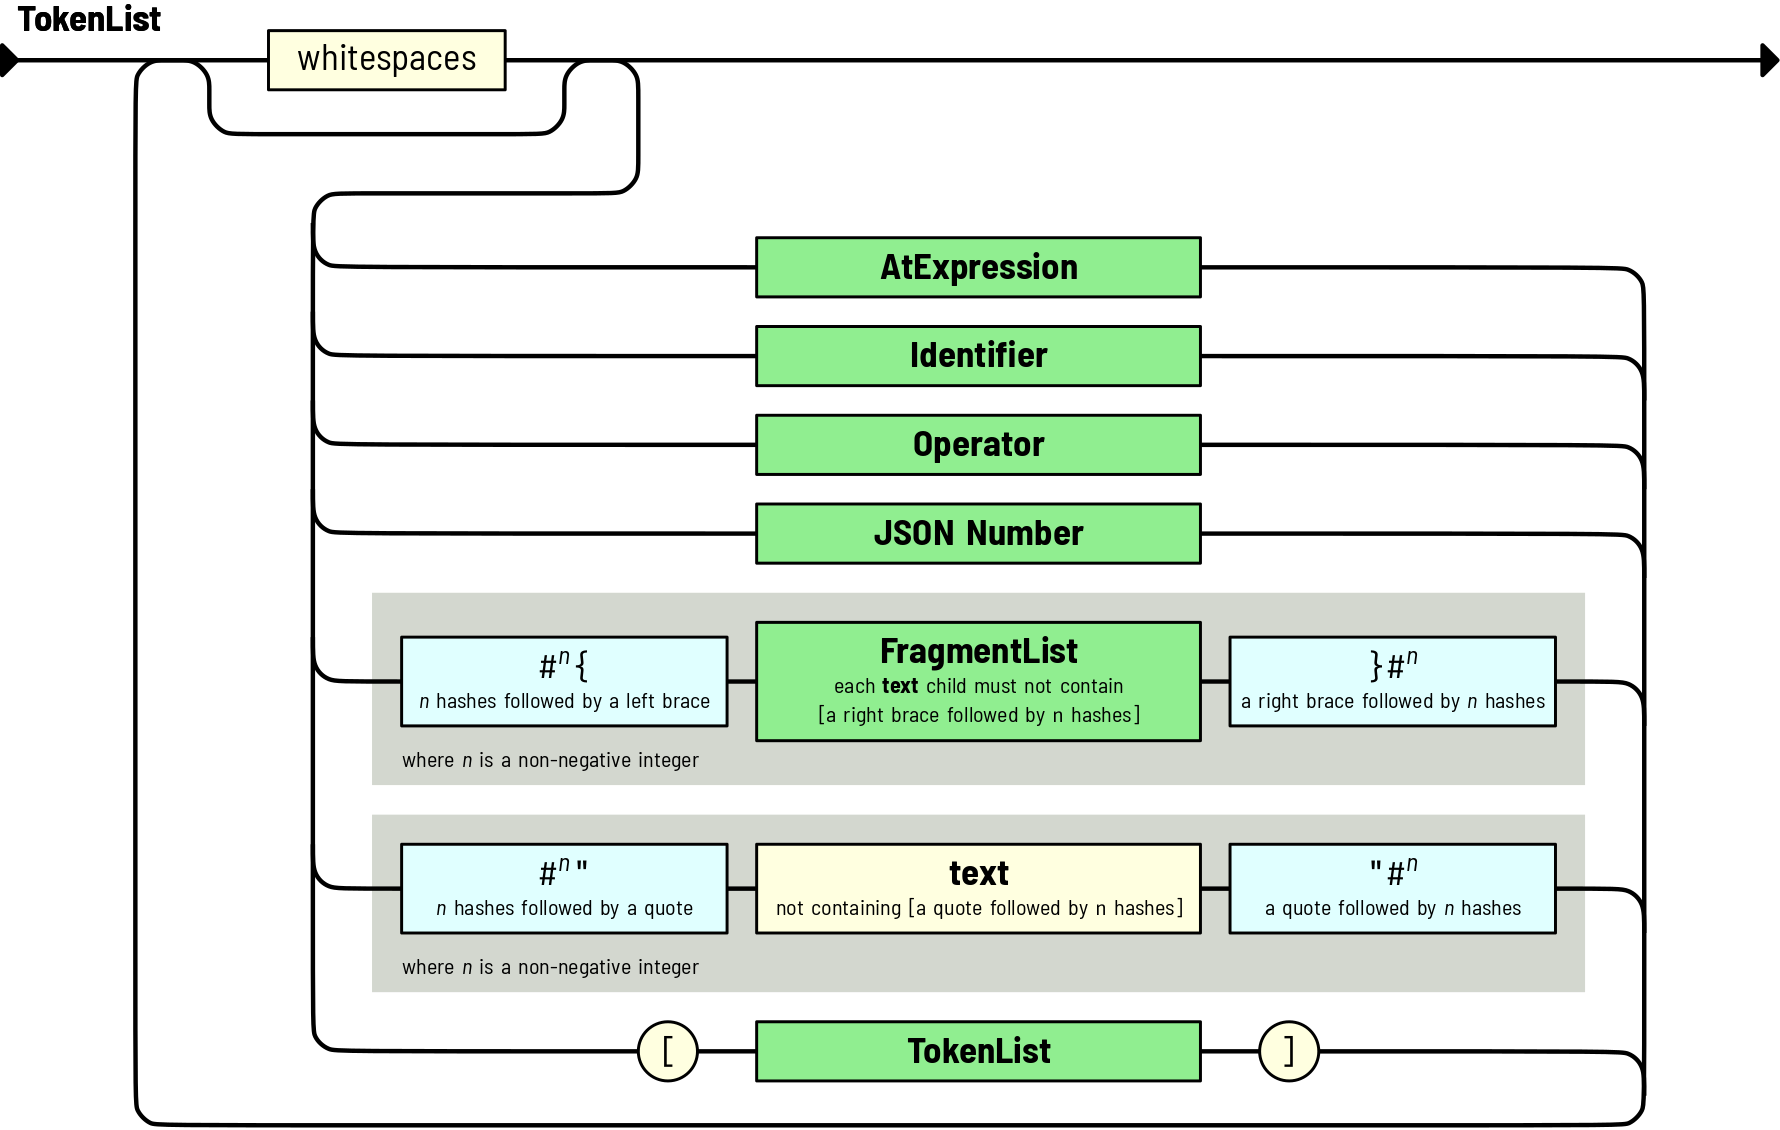 TokenList
whitespaces
AtExpression
Identifier
Operator
JSON Number
#n{
n hashes followed by a left brace
FragmentList
each text child must not contain
[a right brace followed by n hashes]
}#n
a right brace followed by n hashes
where n is a non-negative integer
#n"
n hashes followed by a quote
text
not containing [a quote followed by n hashes]
"#n
a quote followed by n hashes
where n is a non-negative integer
[
TokenList
]